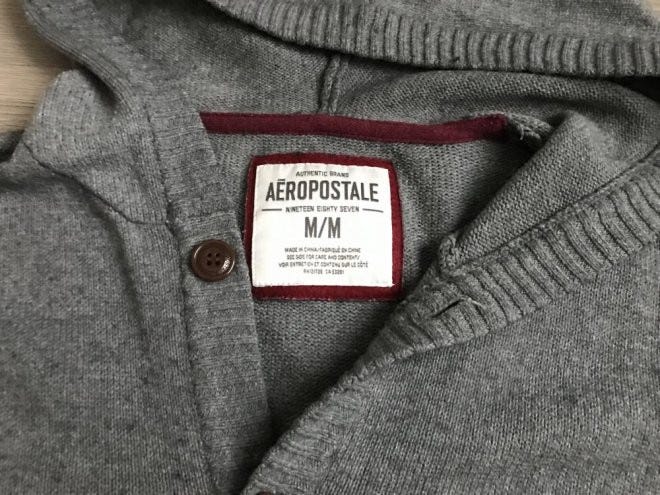 AUTHENTIC BRAND
AÉROPOSTALE
NINETEEN EIGHTY SEVEN
M/M
MADE IN CHINA/FABRIQUÉ EN CHINE
SEE SIDE FOR CARE AND CONTENT/
VOIR ENTRETIEN ET CONTENU SUR LE CÔTÉ